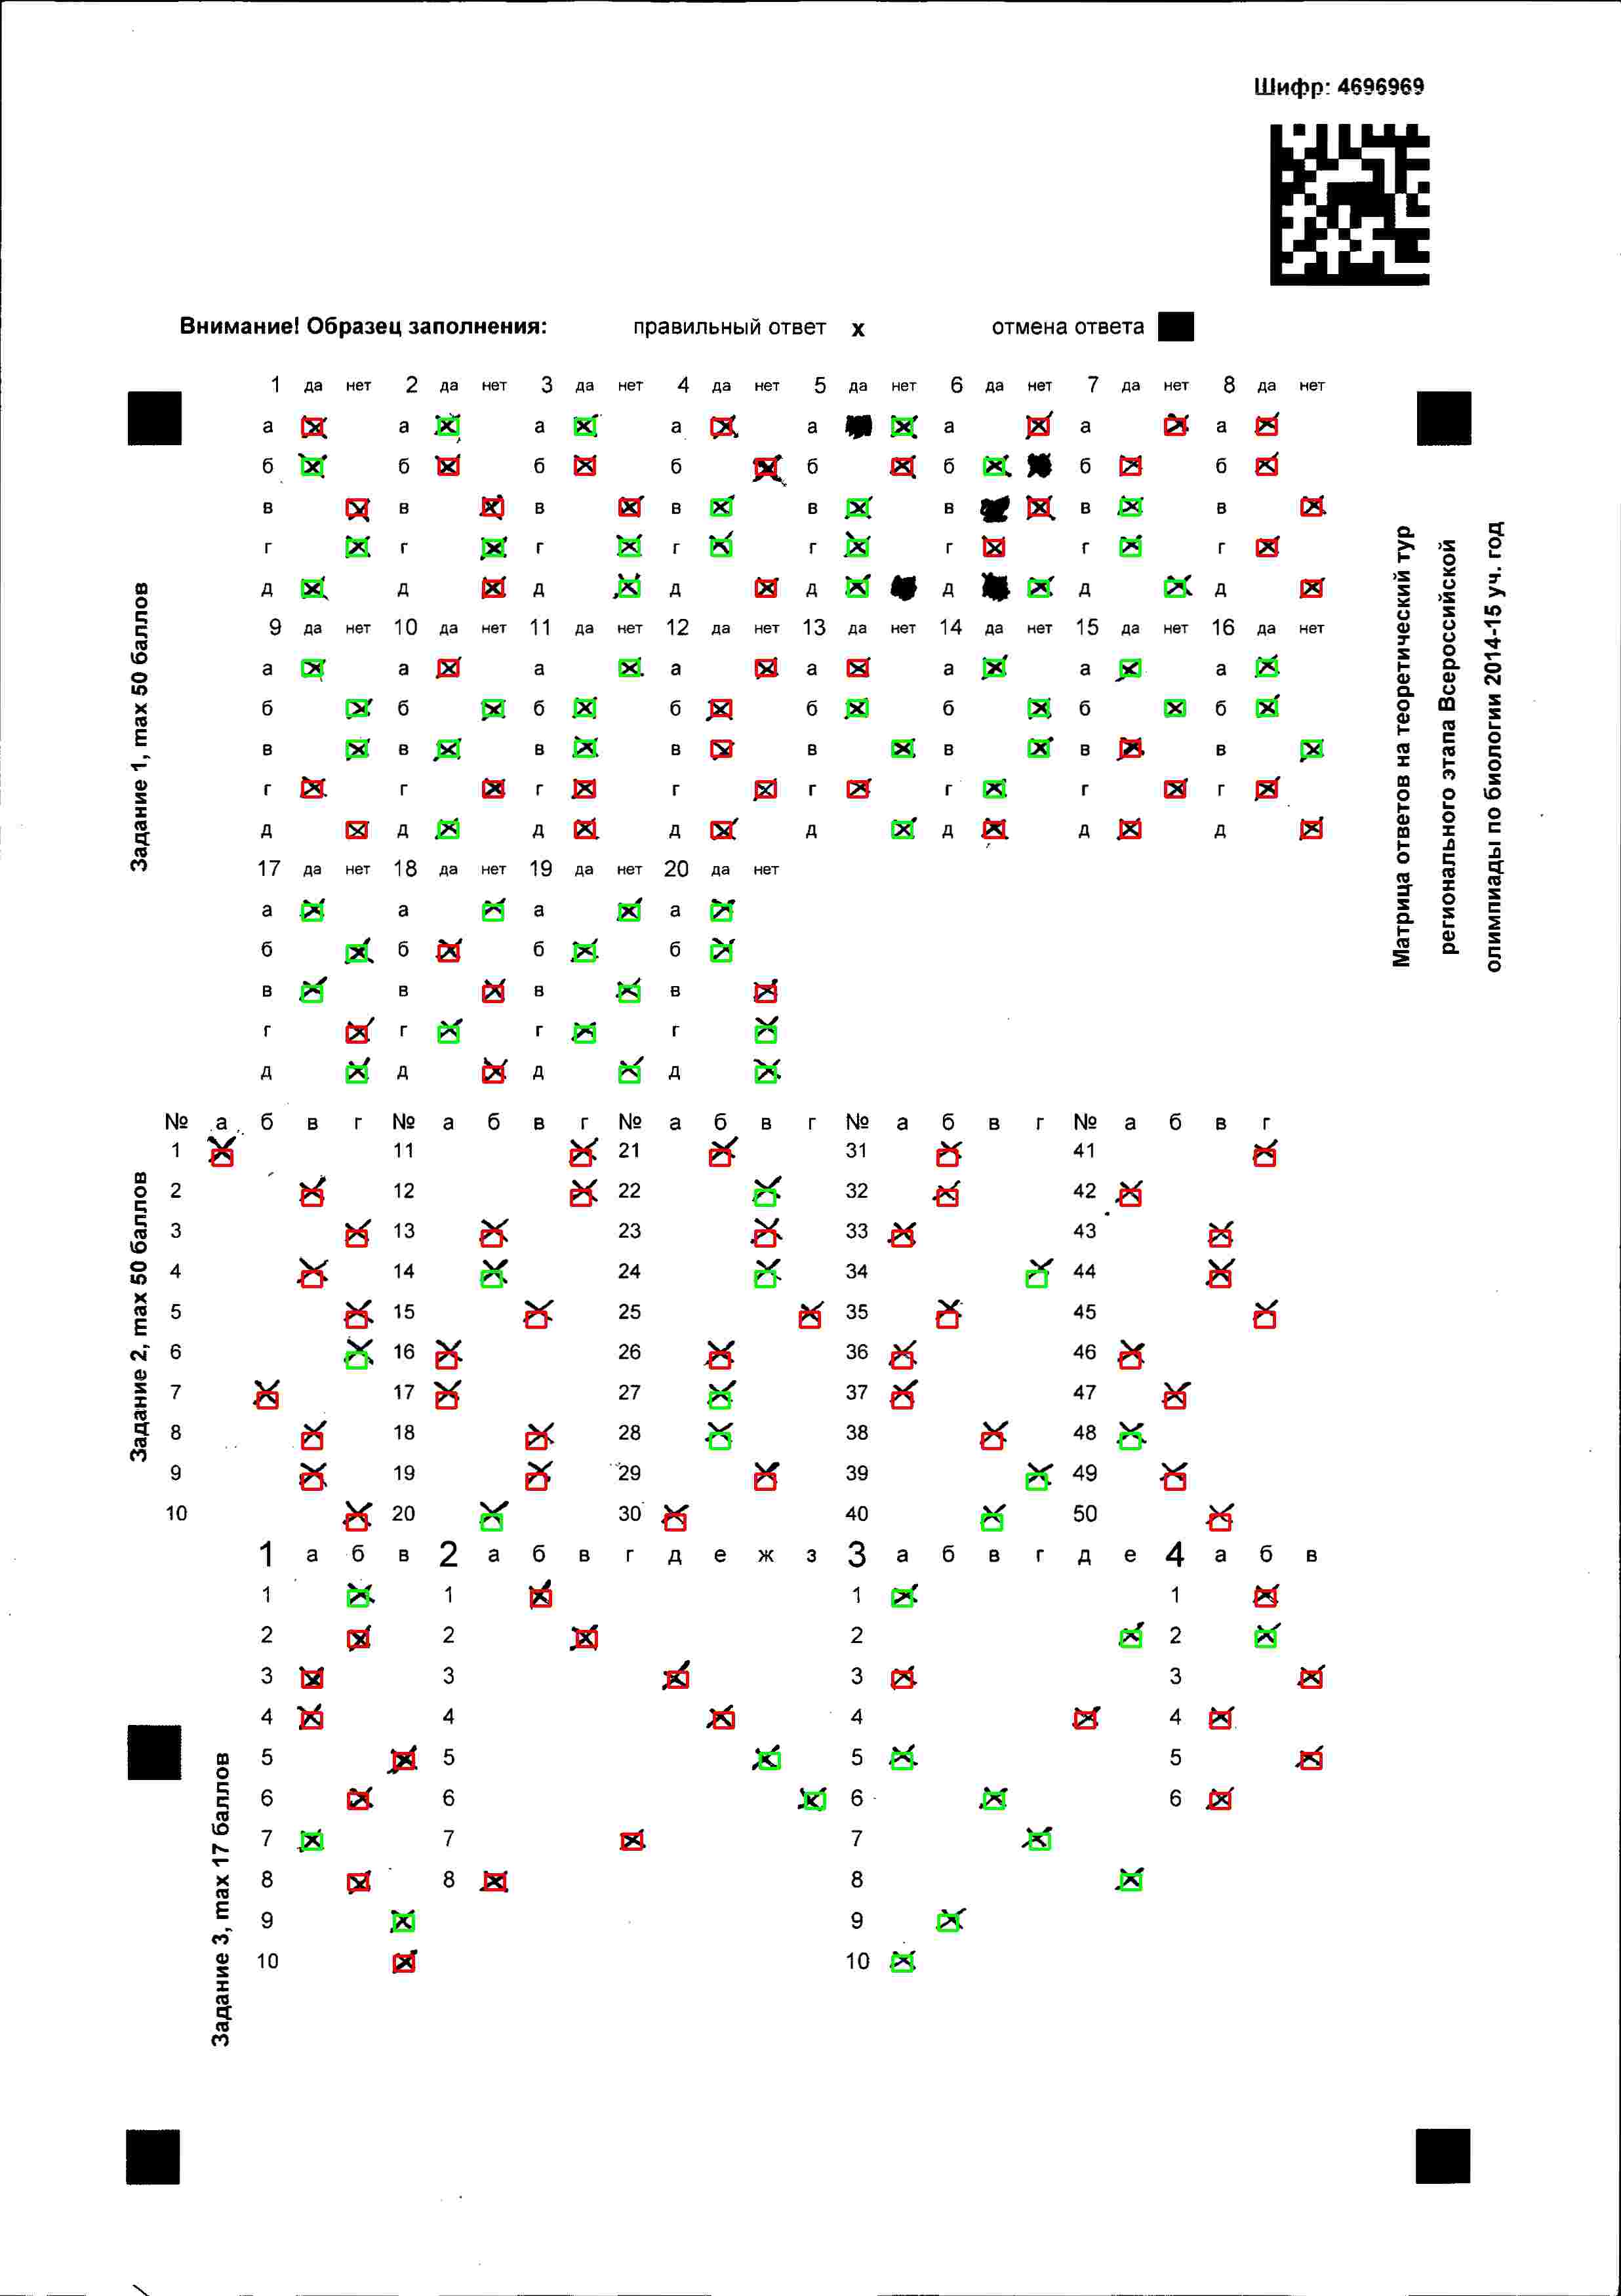 Шифр: 4696969
Внимание! Образец заполнения: правильный ответ х отмена ответа
1 да нет 2 да нет 3 да нет 4 да нет 5 да нет 6 да нет 7 да нет 8 да нет
а а а а а а а а
б б б б б б б б
в в в в в в в в
г г г г г г г г
д д д д д д д д
9 да нет 10 да нет 11 да нет 12 да нет 13 да нет 14 да нет 15 да нет 16 да нет
а а а а а а а а
б б б б б б б б
в в в в в в в в
г г г г г г г г
д д д д д д д д
17 да нет 18 да нет 19 да нет 20 да нет
а а а а
б б б б
в в в в
г г г г
д д д д
Задание 1, max 50 баллов
Матрица ответов на теоретический тур
регионального этапа Всероссийской
олимпиады по биологии 2014-15 уч. год
№ а б в г № а б в г № а б в г № а б в г № а б в г
1 11 21 31 41
2 12 22 32 42
3 13 23 33 43
4 14 24 34 44
5 15 25 35 45
6 16 26 36 46
7 17 27 37 47
8 18 28 38 48
9 19 29 39 49
10 20 30 40 50
Задание 2, max 50 баллов
1 а б в 2 а б в г д е ж з 3 а б в г д е 4 а б в
1 1 1 1
2 2 2 2
3 3 3 3
4 4 4 4
5 5 5 5
6 6 6 6
7 7 7
8 8 8
9 9
10 10
Задание 3, max 17 баллов